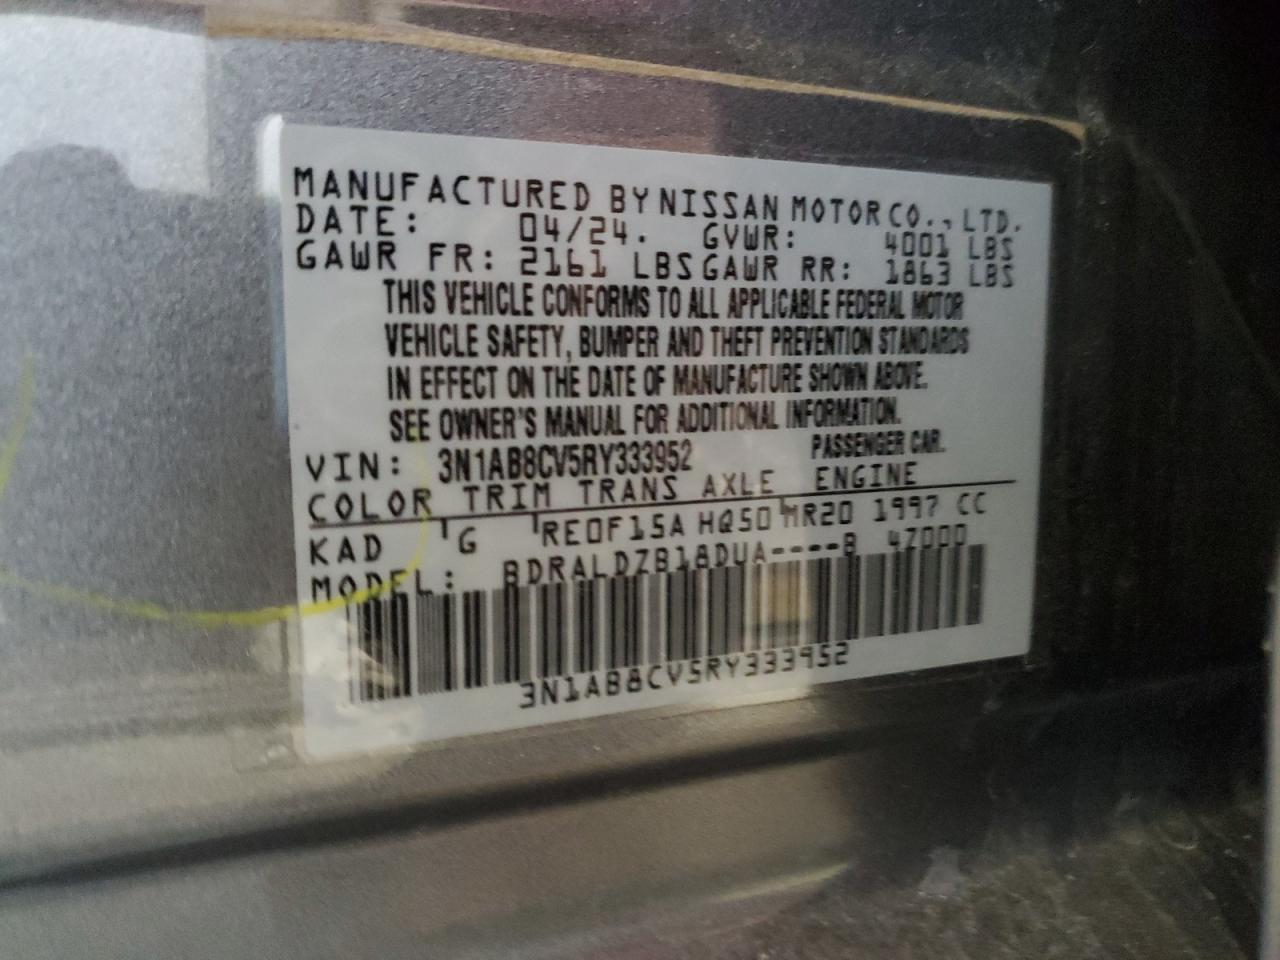 MANUFACTURED BY NISSAN MOTOR CO., LTD.
DATE: 04/24. GVWR: 4001 LBS
GAWR FR: 2161 LBS GAWR RR: 1863 LBS
THIS VEHICLE CONFORMS TO ALL APPLICABLE FEDERAL MOTOR
VEHICLE SAFETY, BUMPER AND THEFT PREVENTION STANDARDS
IN EFFECT ON THE DATE OF MANUFACTURE SHOWN ABOVE.
SEE OWNER'S MANUAL FOR ADDITIONAL INFORMATION.
VIN: 3N1AB8CV5RY333952 PASSENGER CAR.
COLOR TRIM TRANS AXLE ENGINE
KAD G RE0F15A HQ50 MR20 1997 CC
MODEL: BDRALDZB18DUA----B 4Z000
3N1AB8CV5RY333952